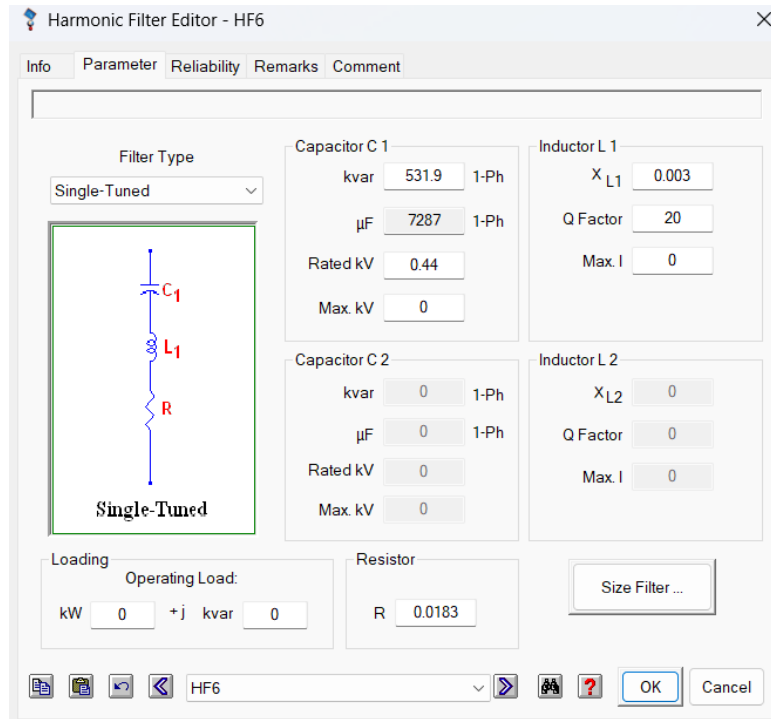 Harmonic Filter Editor - HF6
Info Parameter Reliability Remarks Comment
Filter Type
Single-Tuned
C1
L1
R
Single-Tuned
Capacitor C 1
kvar 531.9 1-Ph
µF 7287 1-Ph
Rated kV 0.44
Max. kV 0
Inductor L 1
X L1 0.003
Q Factor 20
Max. I 0
Capacitor C 2
kvar 0 1-Ph
µF 0 1-Ph
Rated kV 0
Max. kV 0
Inductor L 2
X L2 0
Q Factor 0
Max. I 0
Loading
Operating Load:
kW 0 +j kvar 0
Resistor
R 0.0183
Size Filter ...
HF6
? OK Cancel